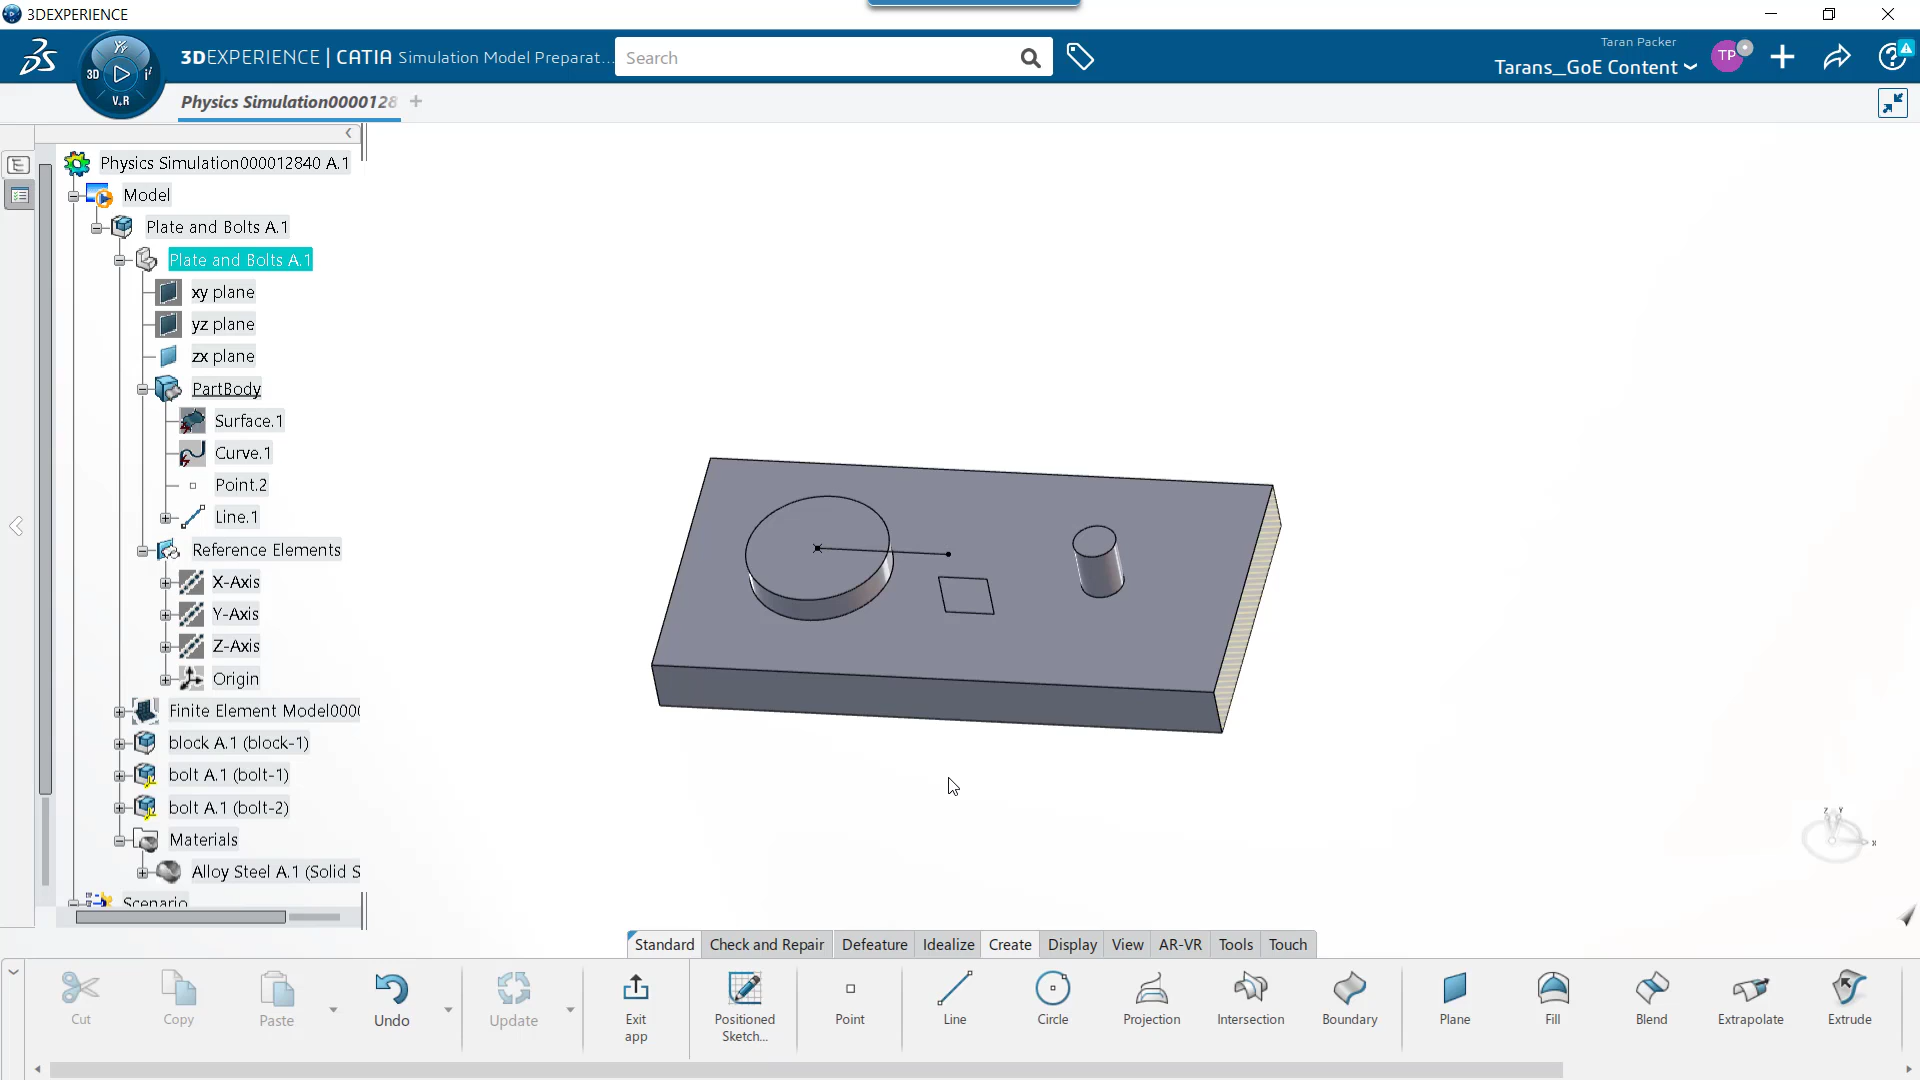 3DEXPERIENCE
3DEXPERIENCE | CATIA Simulation Model Preparat...
Search
Taran Packer
Tarans_GoE Content
TP
3D
V.R
Physics Simulation0000128
Physics Simulation000012840 A.1
Model
Plate and Bolts A.1
Plate and Bolts A.1
xy plane
yz plane
zx plane
PartBody
Surface.1
Curve.1
Point.2
Line.1
Reference Elements
X-Axis
Y-Axis
Z-Axis
Origin
Finite Element Model000
block A.1 (block-1)
bolt A.1 (bolt-1)
bolt A.1 (bolt-2)
Materials
Alloy Steel A.1 (Solid S
Scenario
Z Y
X
Standard Check and Repair Defeature Idealize Create Display View AR-VR Tools Touch
Cut Copy Paste Undo Update Exit app Positioned Sketch... Point Line Circle Projection Intersection Boundary Plane Fill Blend Extrapolate Extrude